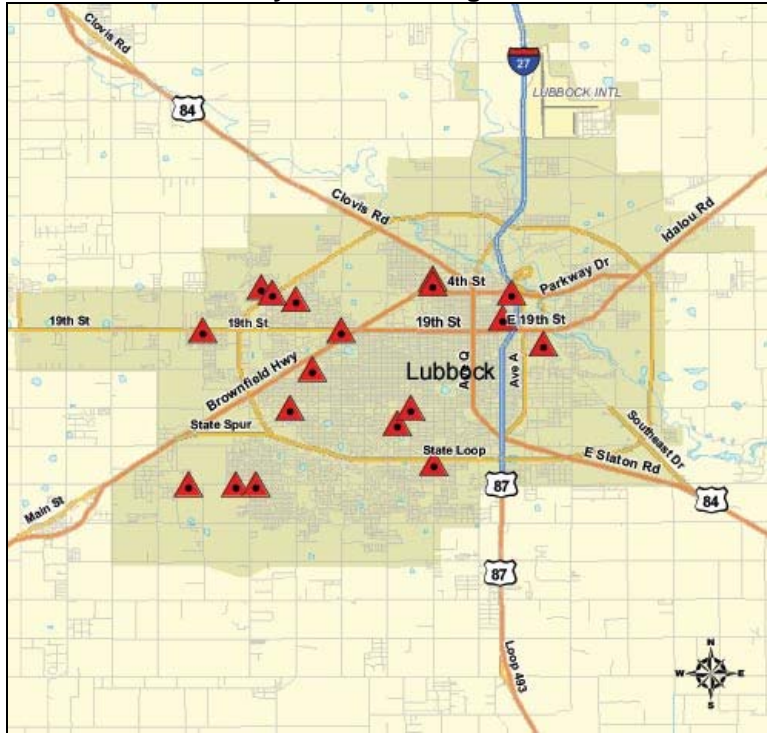 Clovis Rd
27
LUBBOCK INTL
84
Clovis Rd
Idalou Rd
Parkway Dr
4th St
19th St
19th St
19th St
E 19th St
Brownfield Hwy
Lubbock
Ave A
State Spur
State Loop
Southeast Dr
E Slaton Rd
Main St
87
84
87
Loop 493
N
W
E
S